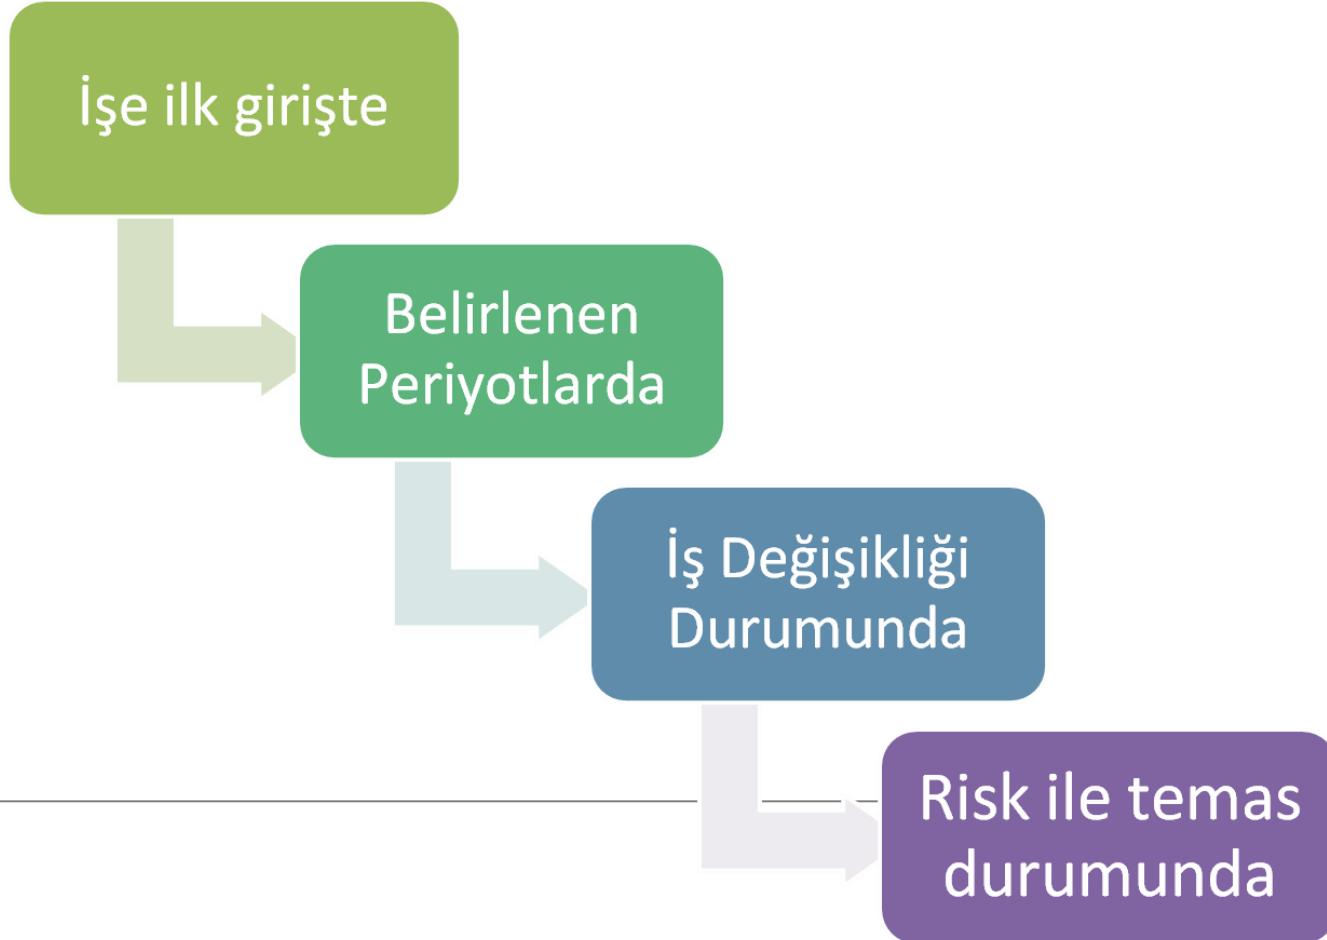 İşe ilk girişte
Belirlenen
Periyotlarda
İş Değişikliği
Durumunda
Risk ile temas
durumunda